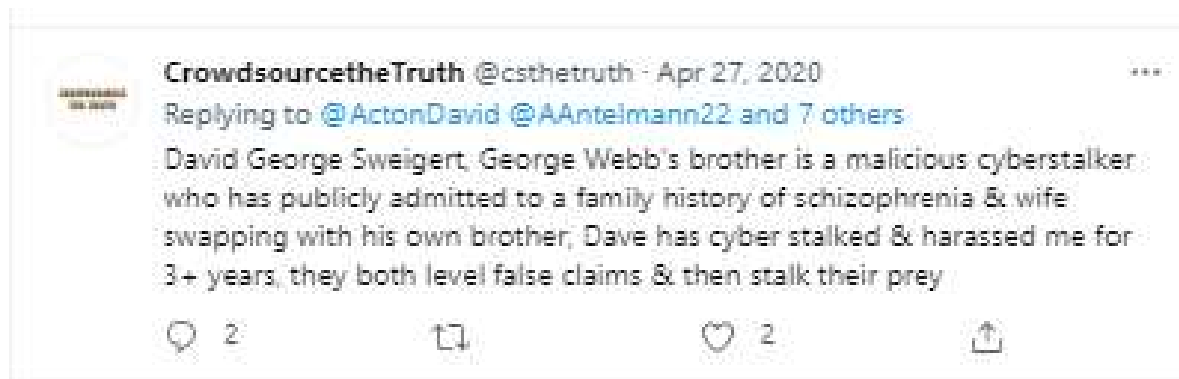 CrowdsourcetheTruth @csthetruth · Apr 27, 2020
Replying to @ActonDavid @AAntelmann22 and 7 others
David George Sweigert, George Webb's brother is a malicious cyberstalker
who has publicly admitted to a family history of schizophrenia & wife
swapping with his own brother, Dave has cyber stalked & harassed me for
3+ years, they both level false claims & then stalk their prey
2 2